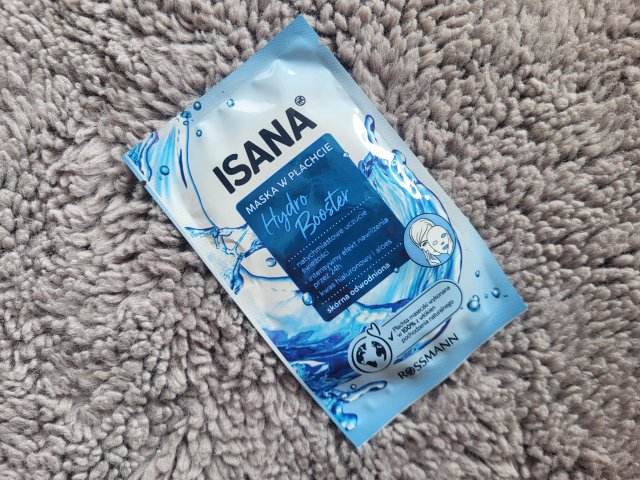 ISANA
MASKA W PŁACHCIE
Hydro
Booster
natychmiastowe uczucie
świeżości
intensywny efekt nawilżenia
przez 24h
kwas hialuronowy i aloes
skóra odwodniona
Płachta maseczki wykonana
w 100% z włókien
pochodzenia naturalnego
ROSSMANN